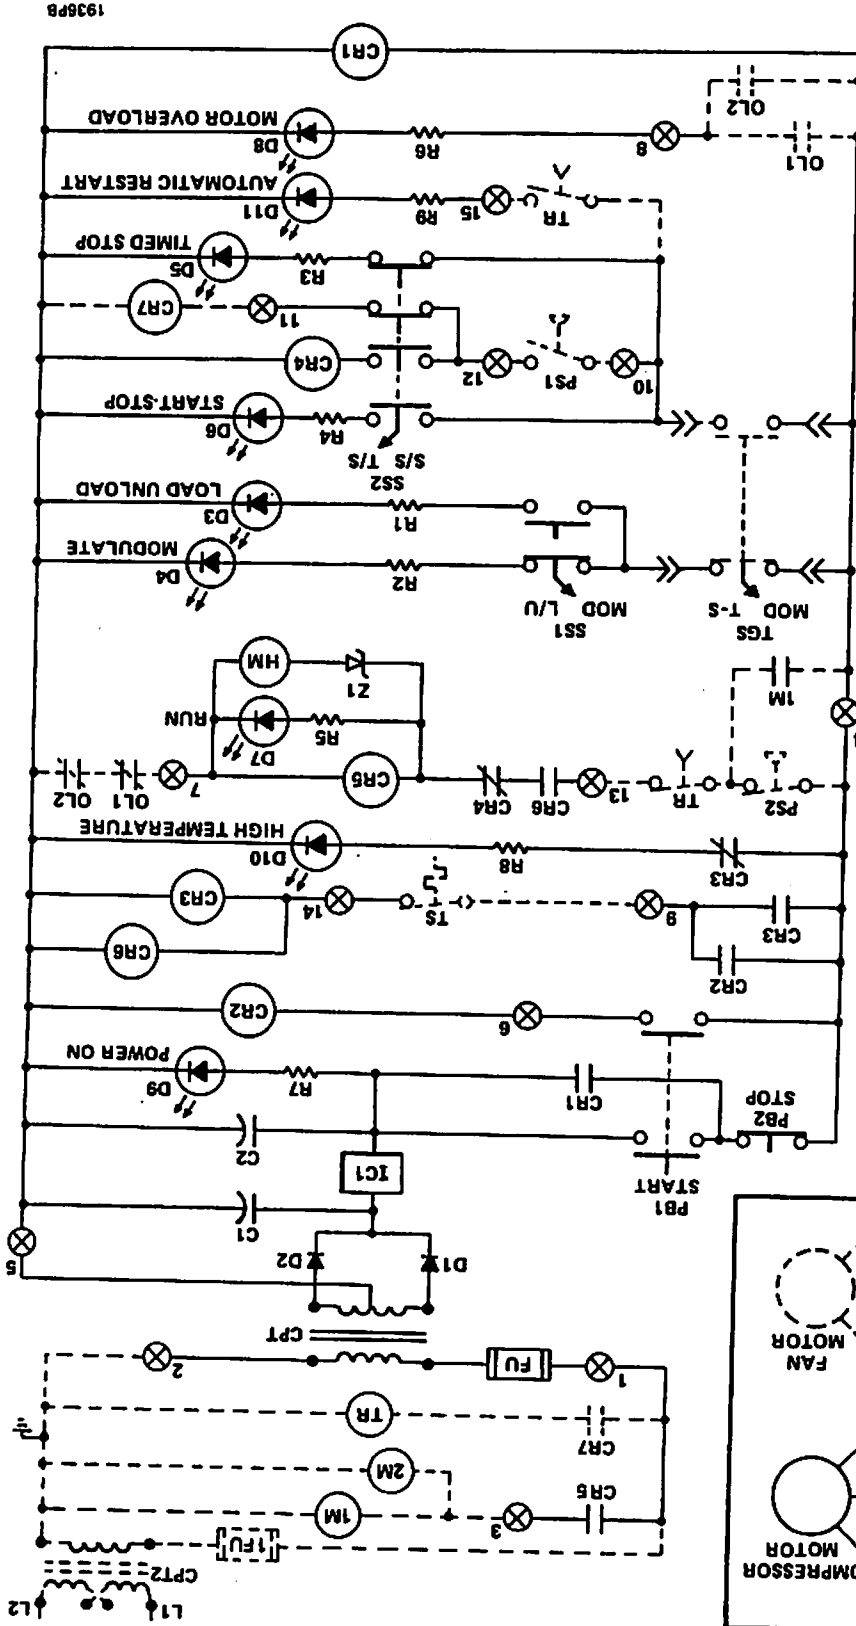 L1
L2
CPT2
COMPRESSOR
MOTOR
1FU
CR5
3
1M
2M
CR7
TR
FAN
MOTOR
1
FU
2
CPT
D1
D2
5
PB1
START
C1
IC1
PB2
STOP
C2
CR1
R7
D9
POWER ON
6
CR2
CR2
CR6
CR3
9
TS
14
CR3
CR3
R8
D10
HIGH TEMPERATURE
PS2
TR
13
CR6
CR4
CR5
7
OL1
OL2
1M
R5
D7
RUN
Z1
HM
TGS
MOD T-S
SS1
MOD L/U
R2
D4
MODULATE
R1
D3
LOAD UNLOAD
SS2
S/S T/S
R4
D6
START-STOP
10
PS1
12
CR4
11
CR7
R3
D5
TIMED STOP
TR
15
R9
D11
AUTOMATIC RESTART
OL1
8
R6
D8
MOTOR OVERLOAD
OL2
CR1
1936PB